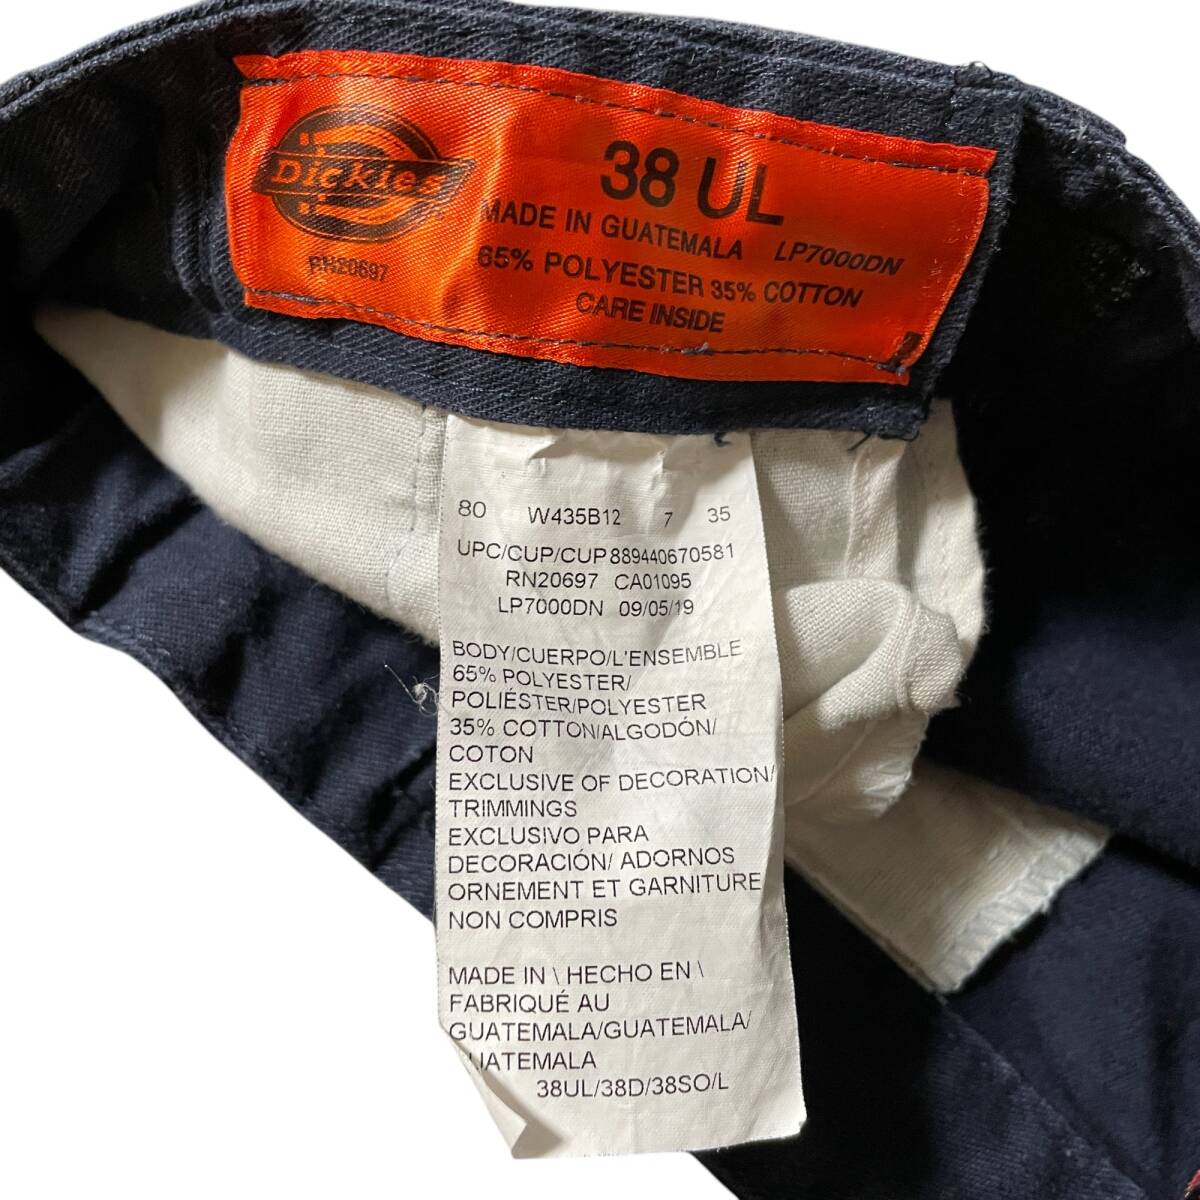 Dickies
RN20697
38 UL
MADE IN GUATEMALA LP7000DN
65% POLYESTER 35% COTTON
CARE INSIDE
80 W435B12 7 35
UPC/CUP/CUP 889440670581
RN20697 CA01095
LP7000DN 09/05/19
BODY/CUERPO/L'ENSEMBLE
65% POLYESTER/
POLIÉSTER/POLYESTER
35% COTTON/ALGODÓN/
COTON
EXCLUSIVE OF DECORATION/
TRIMMINGS
EXCLUSIVO PARA
DECORACIÓN/ ADORNOS
ORNEMENT ET GARNITURE
NON COMPRIS
MADE IN \ HECHO EN \
FABRIQUÉ AU
GUATEMALA/GUATEMALA/
GUATEMALA
38UL/38D/38SO/L